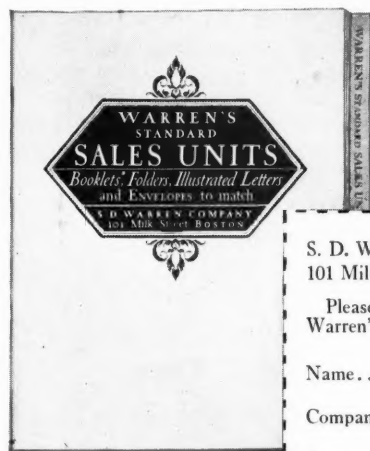 WARREN'S
STANDARD
SALES UNITS
Booklets, Folders, Illustrated Letters
and ENVELOPES to match
S D WARREN COMPANY
101 Milk Street BOSTON
WARREN'S STANDARD SALES UN
S. D. W
101 Mil
Please
Warren'
Name..
Compan